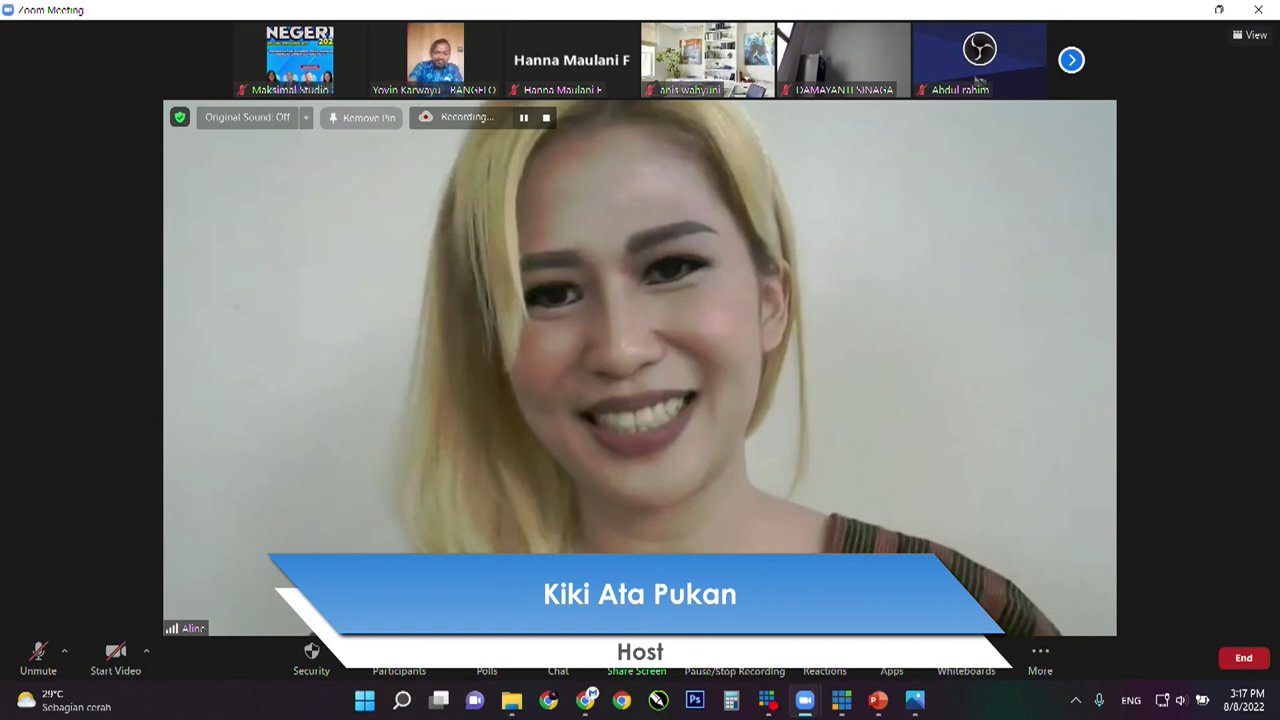 Zoom Meeting
View
NEGERI
Maksimal Studio
Yovin Karwayu - BANGELO
Hanna Maulani F
Hanna Maulani F
anis wahyuni
DAMAYANTI SINAGA
Abdul rahim
Original Sound: Off
Remove Pin
Recording...
Kiki Ata Pukan
Host
Aline
Unmute
Start Video
Security
Participants
Polls
Chat
Share Screen
Pause/Stop Recording
Reactions
Apps
Whiteboards
More
End
29°C
Sebagian cerah
Ps
ENG
3:17 PM
8/8/2022